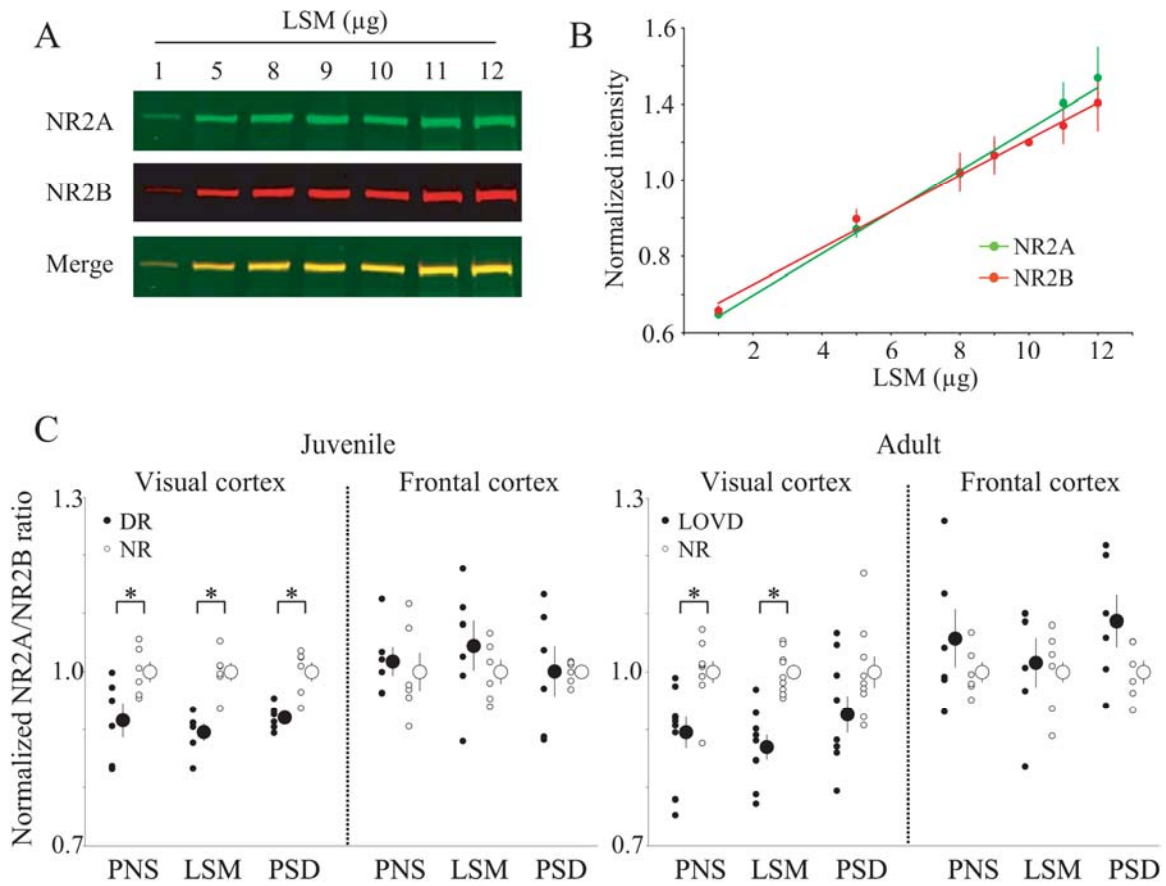 A
LSM (µg)
1 5 8 9 10 11 12
NR2A
NR2B
Merge
B
Normalized intensity
1.6
1.4
1.0
0.8
0.6
2 4 6 8 10 12
LSM (µg)
NR2A
NR2B
C
Juvenile
Adult
Visual cortex
Frontal cortex
Visual cortex
Frontal cortex
Normalized NR2A/NR2B ratio
1.3
1.0
0.7
DR
NR
* * *
1.3
1.0
0.7
LOVD
NR
* *
PNS LSM PSD PNS LSM PSD PNS LSM PSD PNS LSM PSD